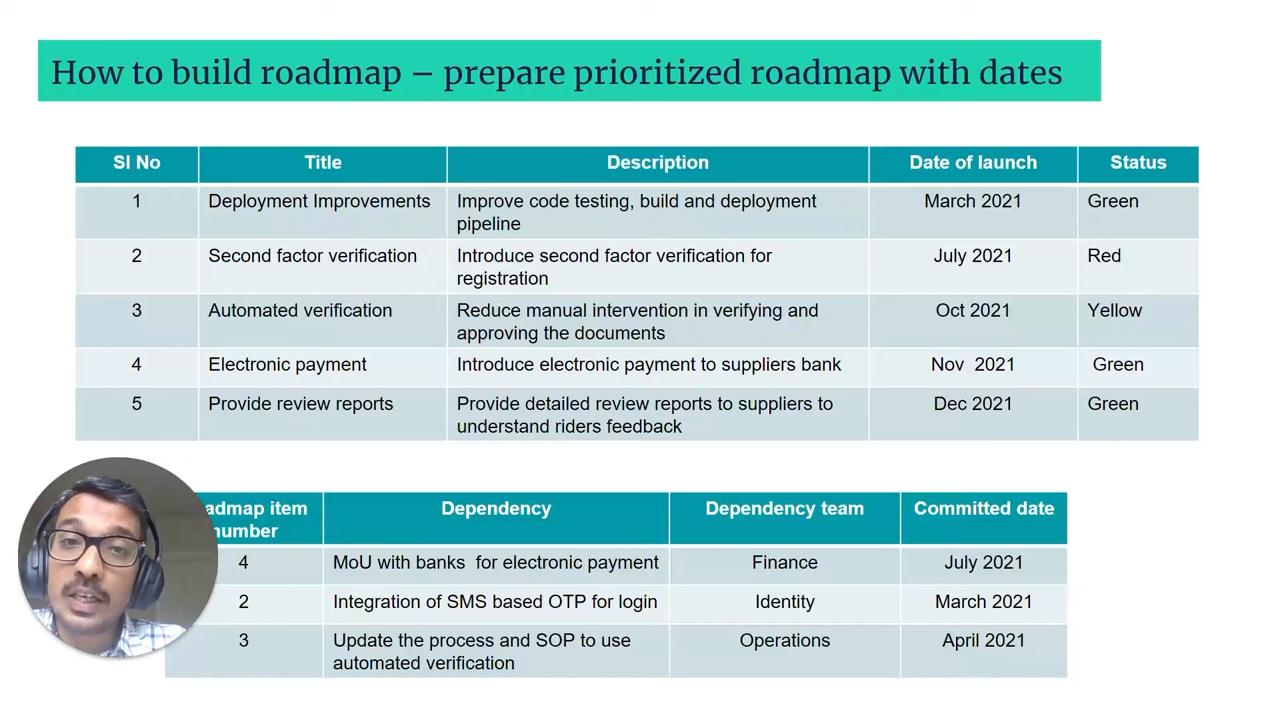 How to build roadmap – prepare prioritized roadmap with dates
Sl No Title Description Date of launch Status
1 Deployment Improvements Improve code testing, build and deployment March 2021 Green
pipeline
2 Second factor verification Introduce second factor verification for July 2021 Red
registration
3 Automated verification Reduce manual intervention in verifying and Oct 2021 Yellow
approving the documents
4 Electronic payment Introduce electronic payment to suppliers bank Nov 2021 Green
5 Provide review reports Provide detailed review reports to suppliers to Dec 2021 Green
understand riders feedback
admap item Dependency Dependency team Committed date
number
4 MoU with banks for electronic payment Finance July 2021
2 Integration of SMS based OTP for login Identity March 2021
3 Update the process and SOP to use Operations April 2021
automated verification